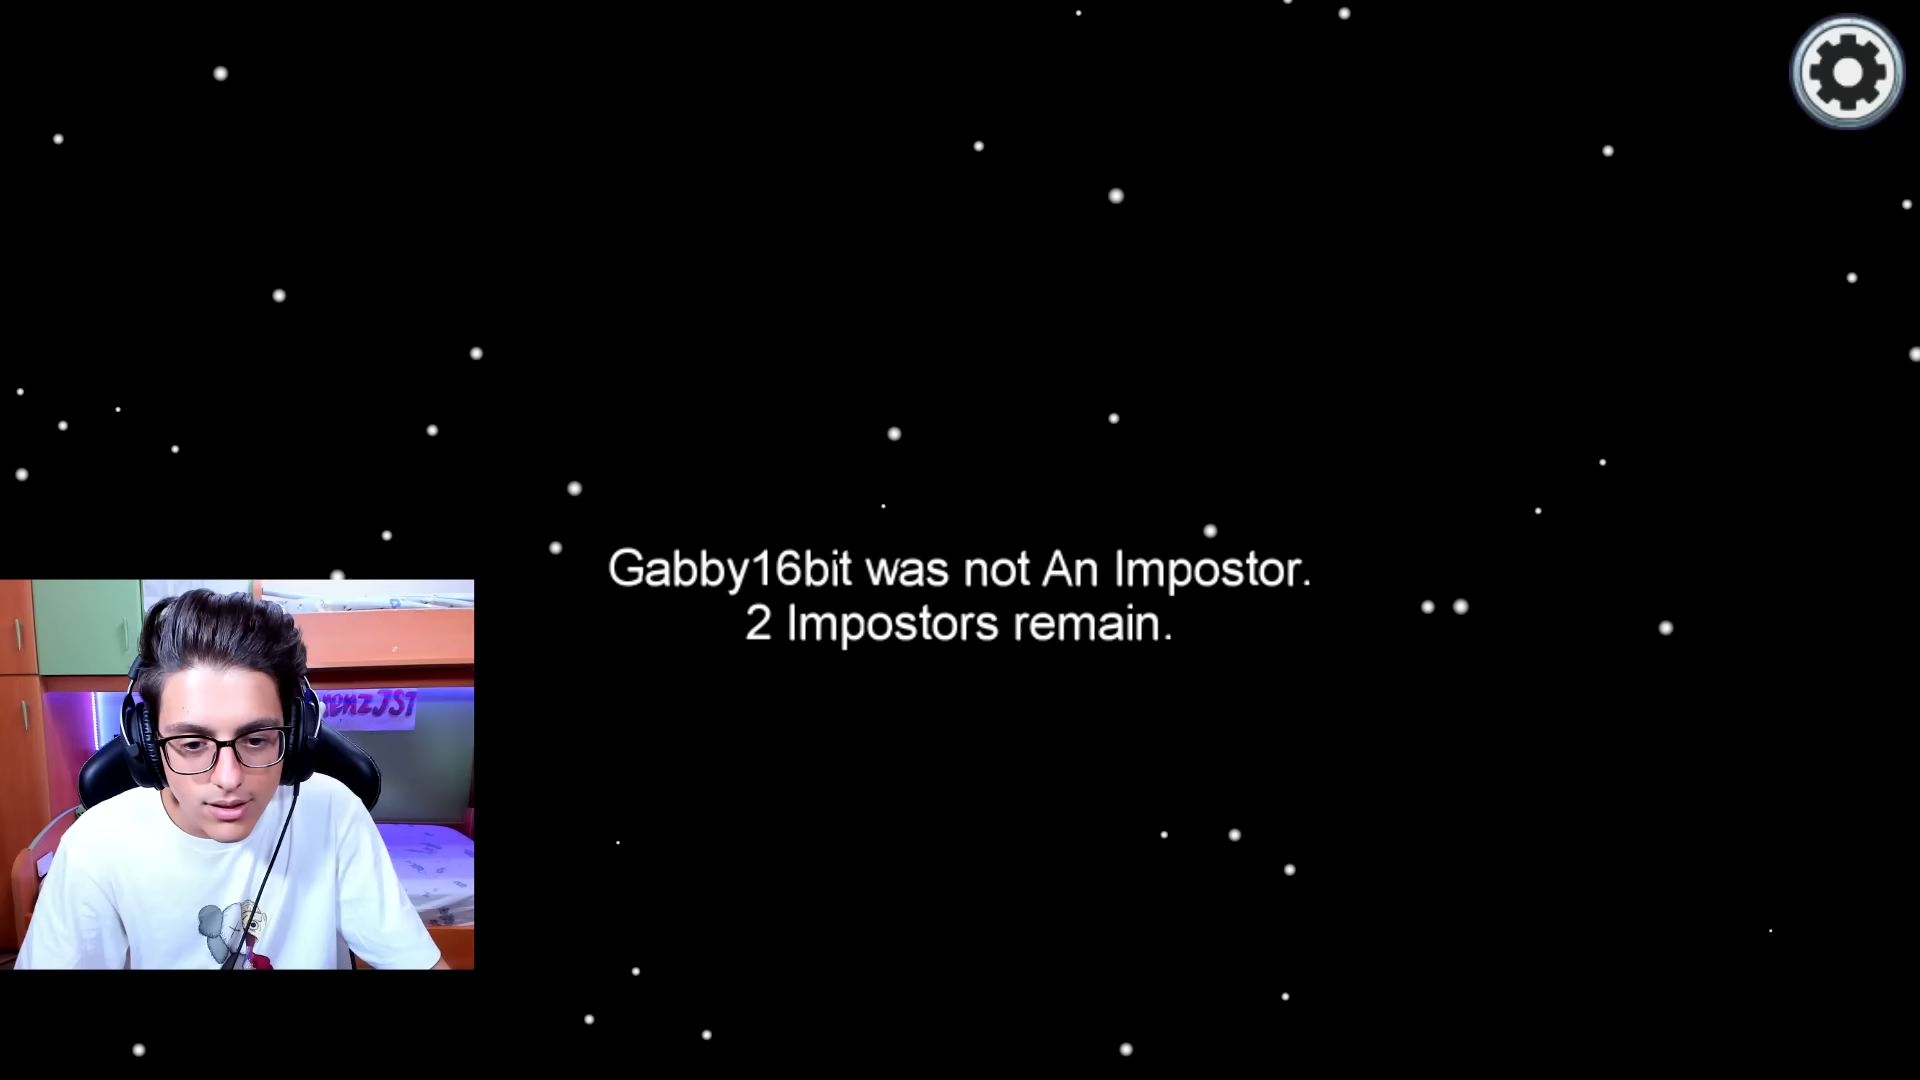 Gabby16bit was not An Impostor.
2 Impostors remain.